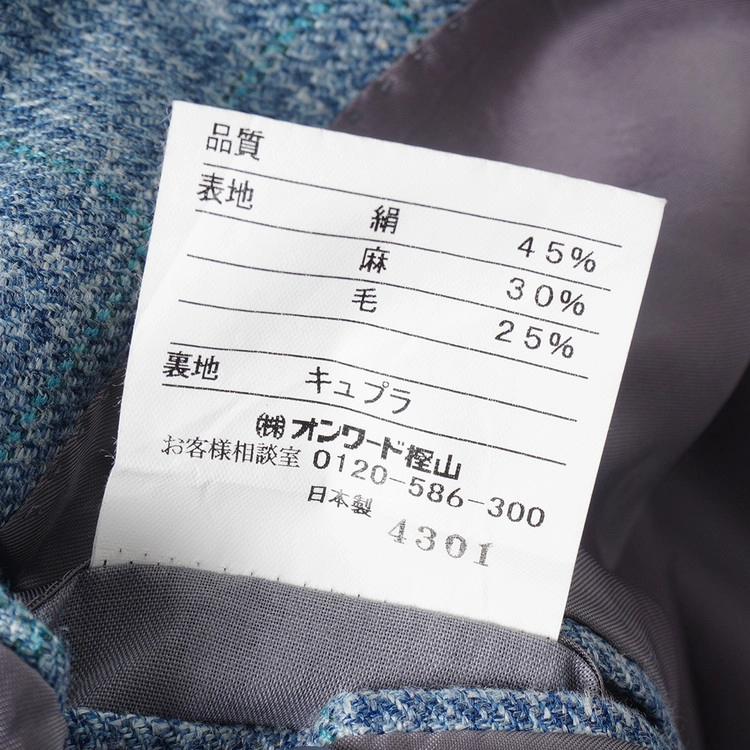 品質
表地 絹 45%
麻 30%
毛 25%
裏地 キュプラ
㈱オンワード樫山
お客様相談室 0120-586-300
日本製 4301